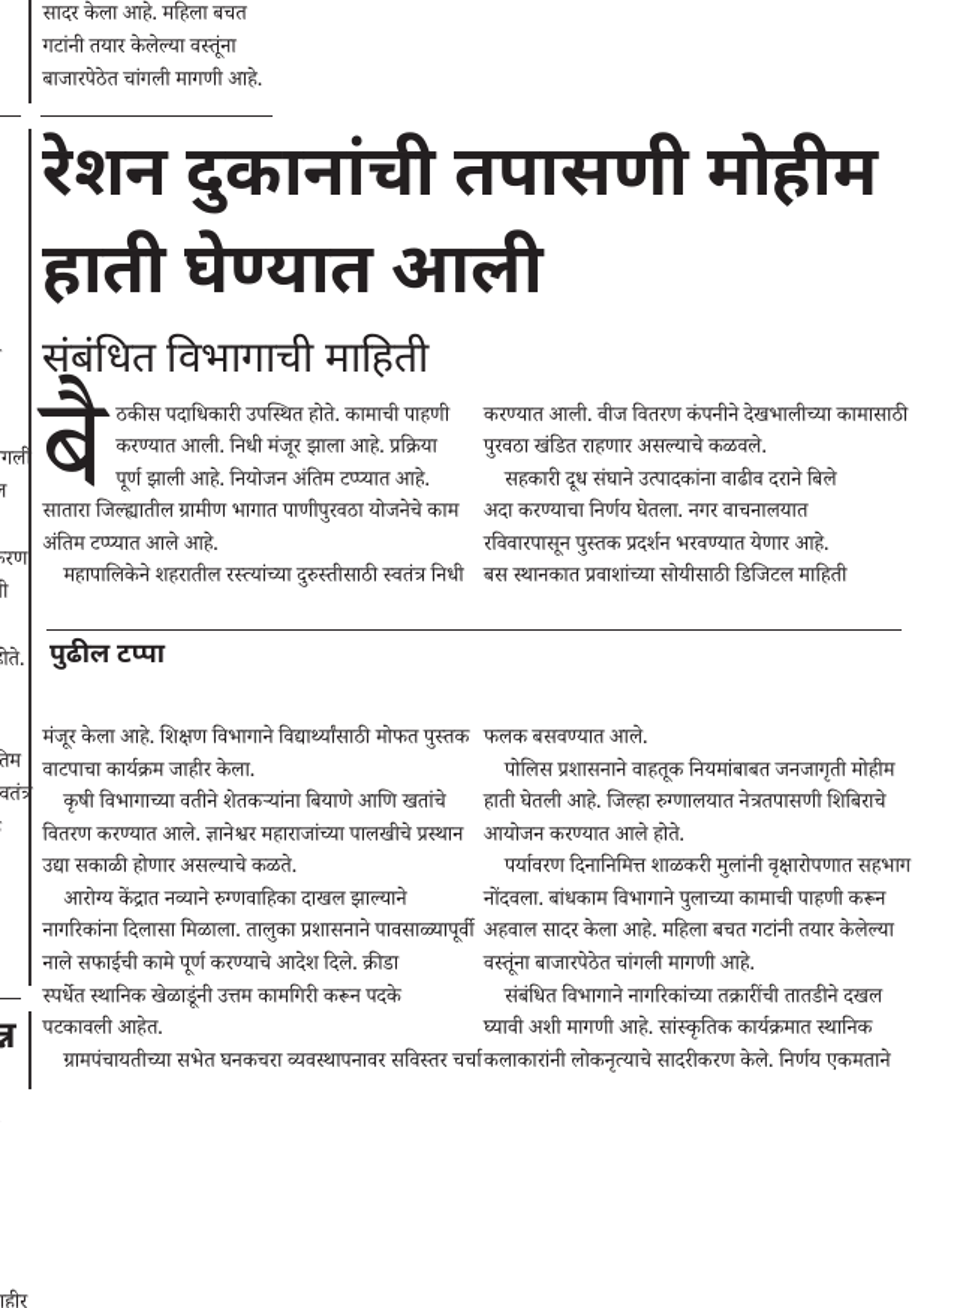 सादर केला आहे. महिला बचत
गटांनी तयार केलेल्या वस्तूंना
बाजारपेठेत चांगली मागणी आहे.
रेशन दुकानांची तपासणी मोहीम
हाती घेण्यात आली
संबंधित विभागाची माहिती
बैठकीस पदाधिकारी उपस्थित होते. कामाची पाहणी
करण्यात आली. निधी मंजूर झाला आहे. प्रक्रिया
पूर्ण झाली आहे. नियोजन अंतिम टप्प्यात आहे.
सातारा जिल्ह्यातील ग्रामीण भागात पाणीपुरवठा योजनेचे काम
अंतिम टप्प्यात आले आहे.
महापालिकेने शहरातील रस्त्यांच्या दुरुस्तीसाठी स्वतंत्र निधी
मंजूर केला आहे. शिक्षण विभागाने विद्यार्थ्यांसाठी मोफत पुस्तक
वाटपाचा कार्यक्रम जाहीर केला.
कृषी विभागाच्या वतीने शेतकऱ्यांना बियाणे आणि खतांचे
वितरण करण्यात आले. ज्ञानेश्वर महाराजांच्या पालखीचे प्रस्थान
उद्या सकाळी होणार असल्याचे कळते.
आरोग्य केंद्रात नव्याने रुग्णवाहिका दाखल झाल्याने
नागरिकांना दिलासा मिळाला. तालुका प्रशासनाने पावसाळ्यापूर्वी
नाले सफाईची कामे पूर्ण करण्याचे आदेश दिले. क्रीडा
स्पर्धेत स्थानिक खेळाडूंनी उत्तम कामगिरी करून पदके
पटकावली आहेत.
ग्रामपंचायतीच्या सभेत घनकचरा व्यवस्थापनावर सविस्तर चर्चा
करण्यात आली. वीज वितरण कंपनीने देखभालीच्या कामासाठी
पुरवठा खंडित राहणार असल्याचे कळवले.
सहकारी दूध संघाने उत्पादकांना वाढीव दराने बिले
अदा करण्याचा निर्णय घेतला. नगर वाचनालयात
रविवारपासून पुस्तक प्रदर्शन भरवण्यात येणार आहे.
बस स्थानकात प्रवाशांच्या सोयीसाठी डिजिटल माहिती
फलक बसवण्यात आले.
पोलिस प्रशासनाने वाहतूक नियमांबाबत जनजागृती मोहीम
हाती घेतली आहे. जिल्हा रुग्णालयात नेत्रतपासणी शिबिराचे
आयोजन करण्यात आले होते.
पर्यावरण दिनानिमित्त शाळकरी मुलांनी वृक्षारोपणात सहभाग
नोंदवला. बांधकाम विभागाने पुलाच्या कामाची पाहणी करून
अहवाल सादर केला आहे. महिला बचत गटांनी तयार केलेल्या
वस्तूंना बाजारपेठेत चांगली मागणी आहे.
संबंधित विभागाने नागरिकांच्या तक्रारींची तातडीने दखल
घ्यावी अशी मागणी आहे. सांस्कृतिक कार्यक्रमात स्थानिक
कलाकारांनी लोकनृत्याचे सादरीकरण केले. निर्णय एकमताने
पुढील टप्पा